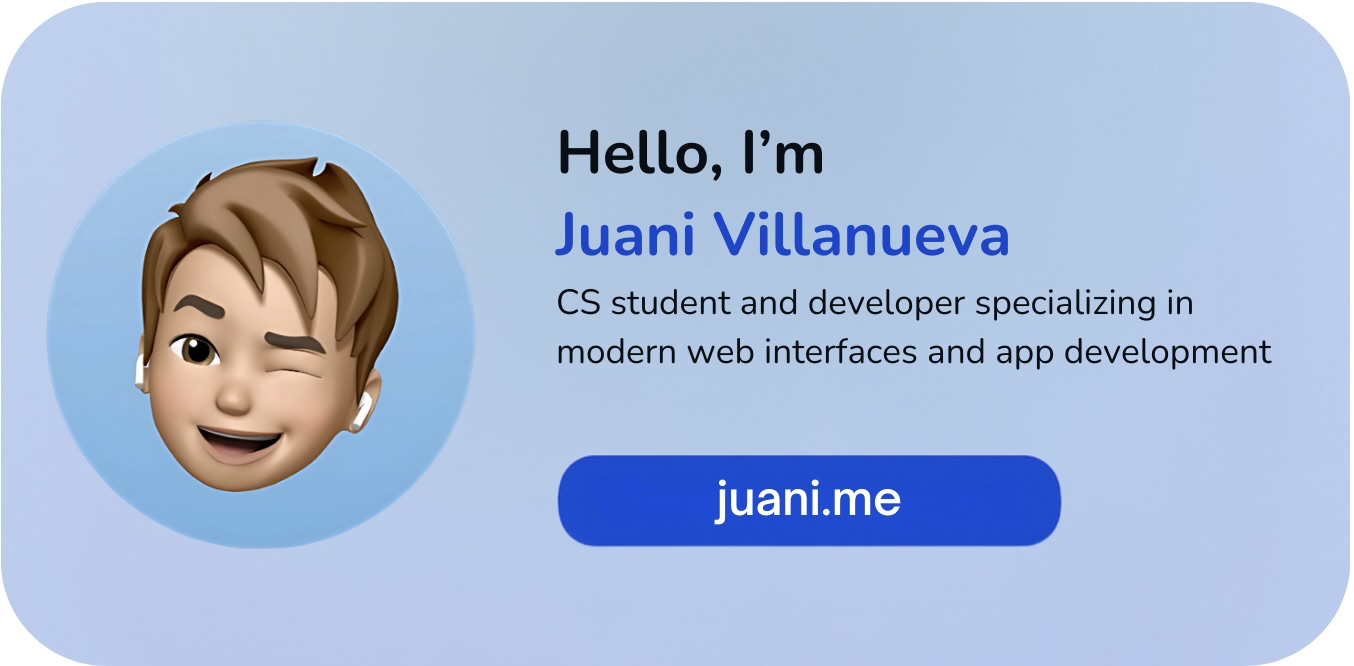 Hello, I’m
Juani Villanueva
CS student and developer specializing in
modern web interfaces and app development
juani.me